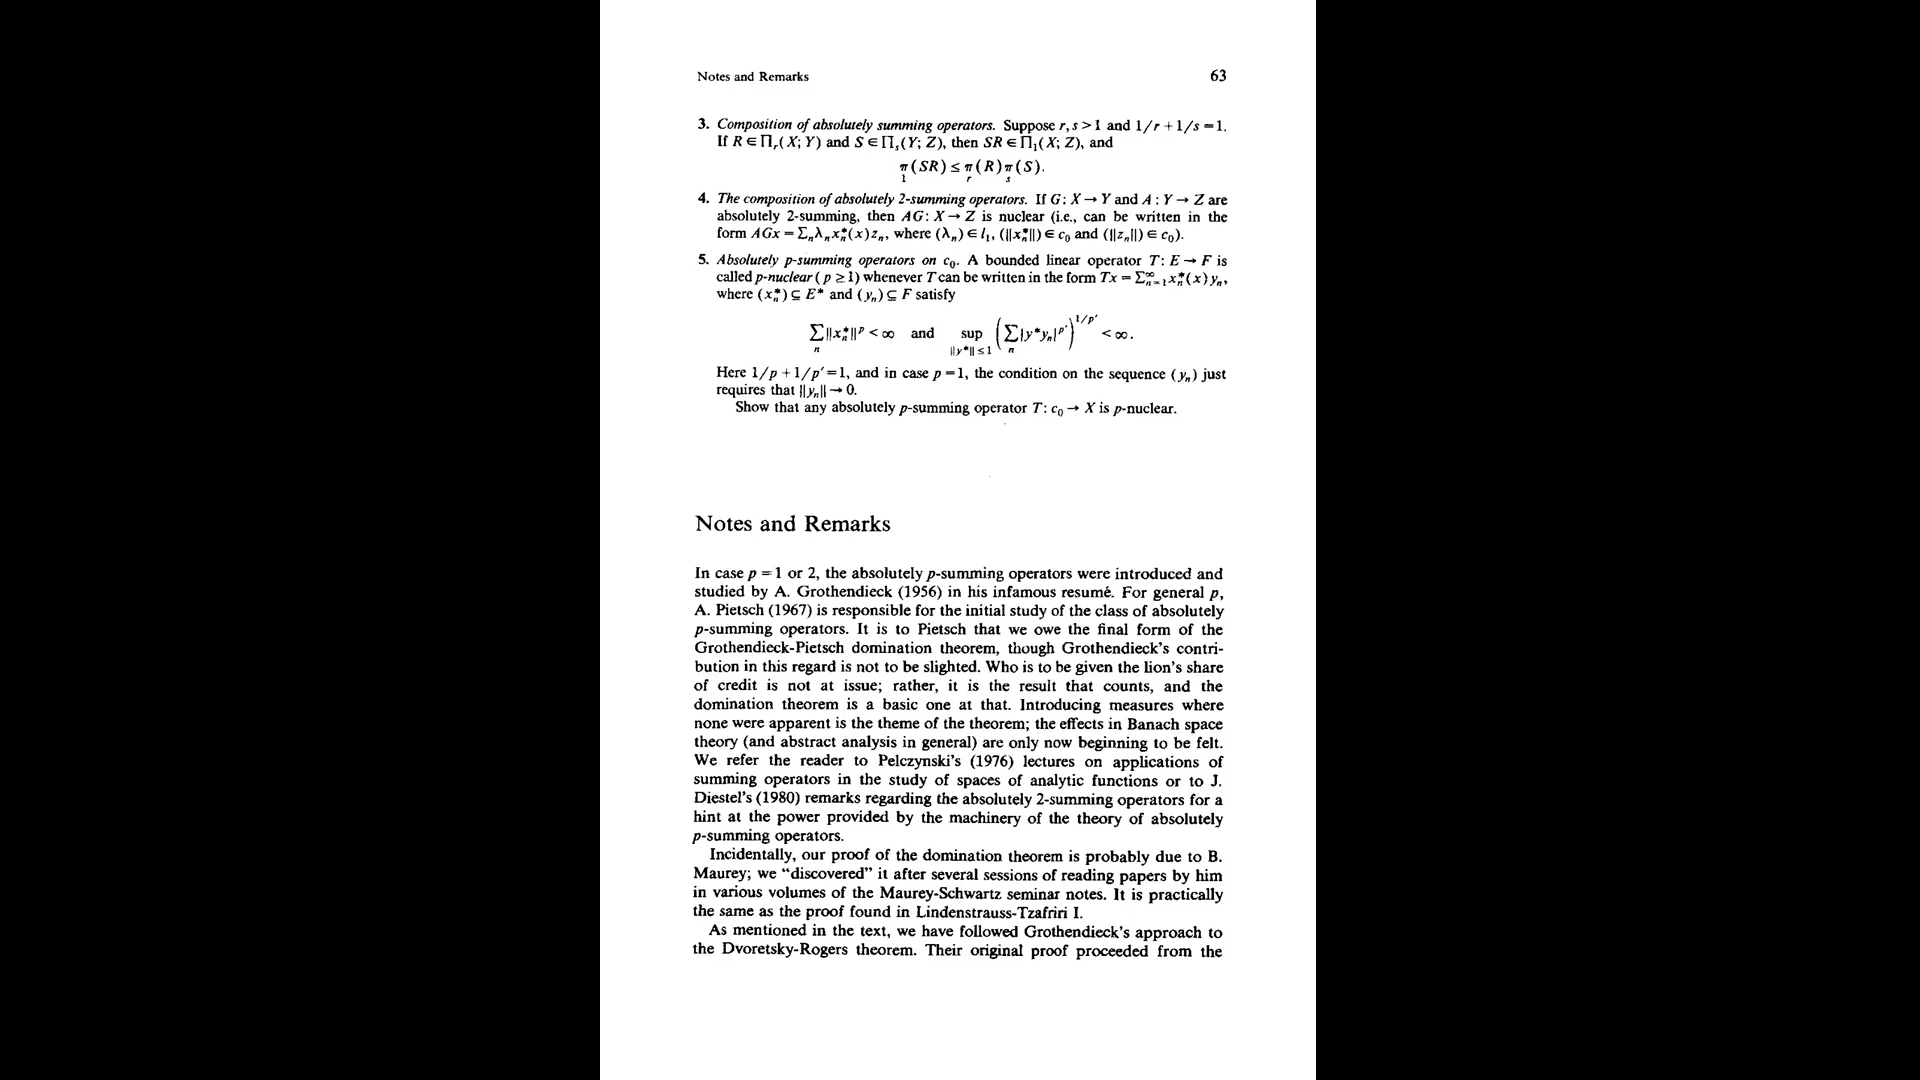 Notes and Remarks 63
3. Composition of absolutely summing operators. Suppose r, s > 1 and 1/r + 1/s = 1.
If R ∈ Π_r(X; Y) and S ∈ Π_s(Y; Z), then SR ∈ Π_1(X; Z), and
π_1(SR) ≤ π_r(R)π_s(S).
4. The composition of absolutely 2-summing operators. If G: X → Y and A : Y → Z are
absolutely 2-summing, then AG: X → Z is nuclear (i.e., can be written in the
form AGx = Σ_nλ_nx_n^*(x)z_n, where (λ_n) ∈ l_1, (||x_n^*||) ∈ c_0 and (||z_n||) ∈ c_0).
5. Absolutely p-summing operators on c_0. A bounded linear operator T: E → F is
called p-nuclear (p ≥ 1) whenever T can be written in the form Tx = Σ_{n=1}^∞ x_n^*(x)y_n,
where (x_n^*) ⊆ E* and (y_n) ⊆ F satisfy
Σ_n ||x_n^*||^p < ∞ and sup_{||y*|| ≤ 1} (Σ_n |y*y_n|^{p'})^{1/p'} < ∞.
Here 1/p + 1/p' = 1, and in case p = 1, the condition on the sequence (y_n) just
requires that ||y_n|| → 0.
Show that any absolutely p-summing operator T: c_0 → X is p-nuclear.
Notes and Remarks
In case p = 1 or 2, the absolutely p-summing operators were introduced and
studied by A. Grothendieck (1956) in his infamous resumé. For general p,
A. Pietsch (1967) is responsible for the initial study of the class of absolutely
p-summing operators. It is to Pietsch that we owe the final form of the
Grothendieck-Pietsch domination theorem, though Grothendieck's contri-
bution in this regard is not to be slighted. Who is to be given the lion's share
of credit is not at issue; rather, it is the result that counts, and the
domination theorem is a basic one at that. Introducing measures where
none were apparent is the theme of the theorem; the effects in Banach space
theory (and abstract analysis in general) are only now beginning to be felt.
We refer the reader to Pelczynski's (1976) lectures on applications of
summing operators in the study of spaces of analytic functions or to J.
Diestel's (1980) remarks regarding the absolutely 2-summing operators for a
hint at the power provided by the machinery of the theory of absolutely
p-summing operators.
Incidentally, our proof of the domination theorem is probably due to B.
Maurey; we “discovered” it after several sessions of reading papers by him
in various volumes of the Maurey-Schwartz seminar notes. It is practically
the same as the proof found in Lindenstrauss-Tzafriri I.
As mentioned in the text, we have followed Grothendieck's approach to
the Dvoretsky-Rogers theorem. Their original proof proceeded from the